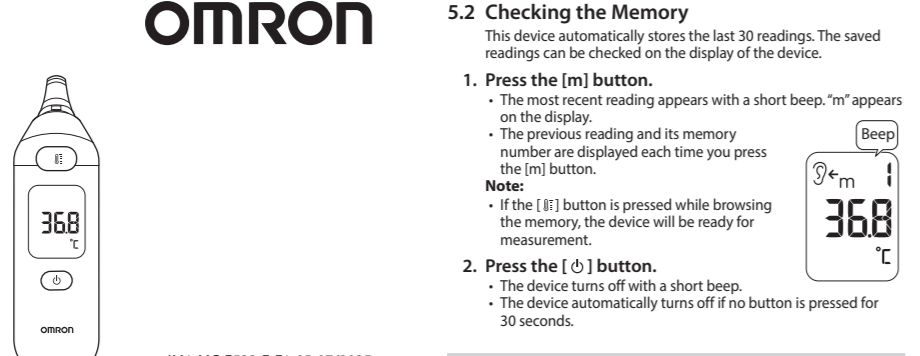 OMRON
36.8
°C
OMRON
5.2 Checking the Memory
This device automatically stores the last 30 readings. The saved
readings can be checked on the display of the device.
1. Press the [m] button.
• The most recent reading appears with a short beep. “m” appears
on the display.
• The previous reading and its memory
number are displayed each time you press
the [m] button.
Note:
• If the [ ] button is pressed while browsing
the memory, the device will be ready for
measurement.
Beep
m 1
36.8
°C
2. Press the [ ⏻ ] button.
• The device turns off with a short beep.
• The device automatically turns off if no button is pressed for
30 seconds.